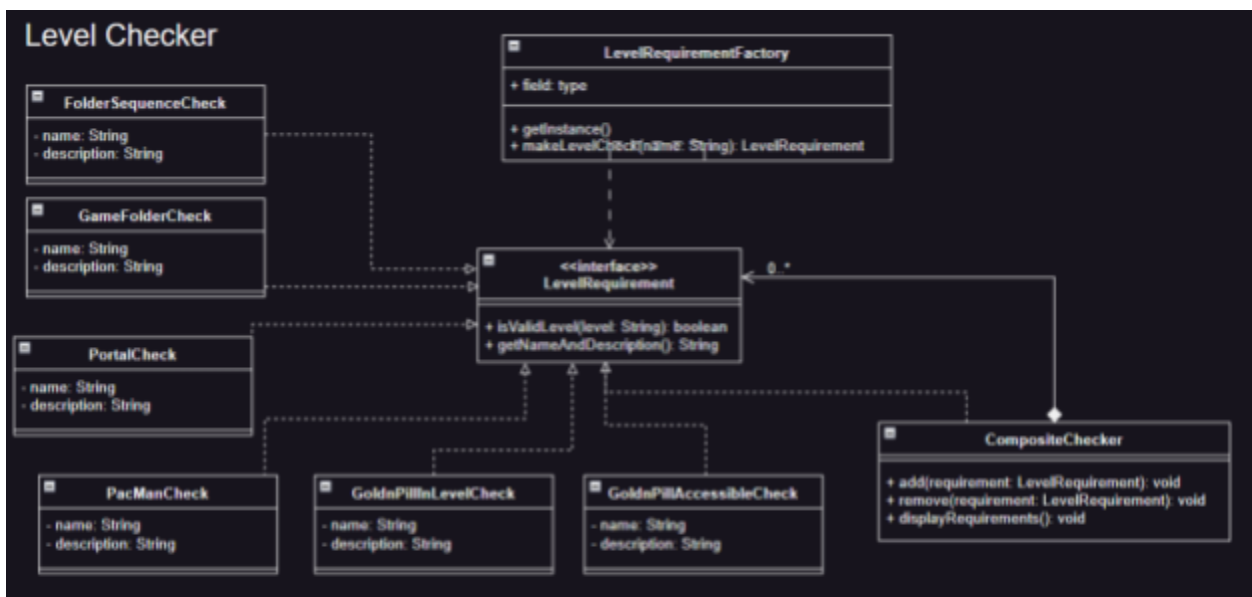 Level Checker
LevelRequirementFactory
+ field: type
+ getInstance()
+ makeLevelCheck(name: String): LevelRequirement
FolderSequenceCheck
- name: String
- description: String
GameFolderCheck
- name: String
- description: String
<<interface>>
LevelRequirement
+ isValidLevel(level: String): boolean
+ getNameAndDescription(): String
0..*
PortalCheck
- name: String
- description: String
CompositeChecker
+ add(requirement: LevelRequirement): void
+ remove(requirement: LevelRequirement): void
+ displayRequirements(): void
PacManCheck
- name: String
- description: String
GoldnPillInLevelCheck
- name: String
- description: String
GoldnPillAccessibleCheck
- name: String
- description: String